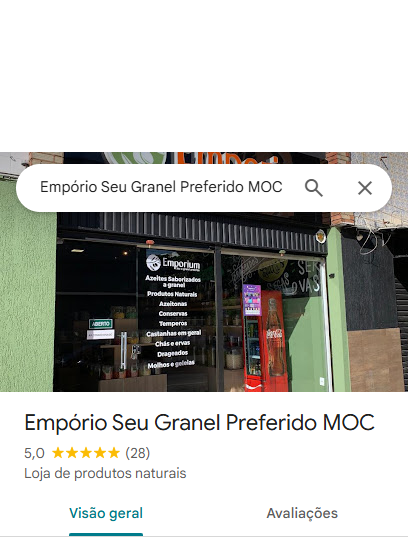 Empório Seu Granel Preferido MOC
Emporium
Azeites Saborizados
a granel
Produtos Naturais
Azeitonas
Conservas
Temperos
Castanhas em geral
Chás e ervas
Drageados
Molhos e geleias
ABERTO
Coca-Cola
Empório Seu Granel Preferido MOC
5,0 (28)
Loja de produtos naturais
Visão geral
Avaliações